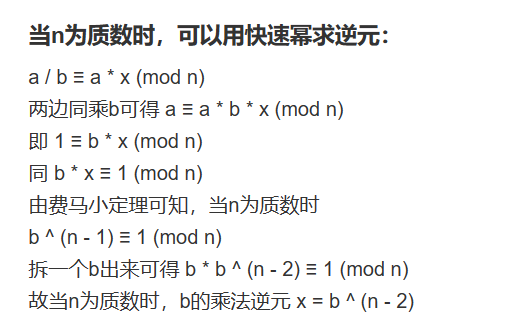 当n为质数时，可以用快速幂求逆元：
a / b ≡ a * x (mod n)
两边同乘b可得 a ≡ a * b * x (mod n)
即 1 ≡ b * x (mod n)
同 b * x ≡ 1 (mod n)
由费马小定理可知，当n为质数时
b ^ (n - 1) ≡ 1 (mod n)
拆一个b出来可得 b * b ^ (n - 2) ≡ 1 (mod n)
故当n为质数时，b的乘法逆元 x = b ^ (n - 2)